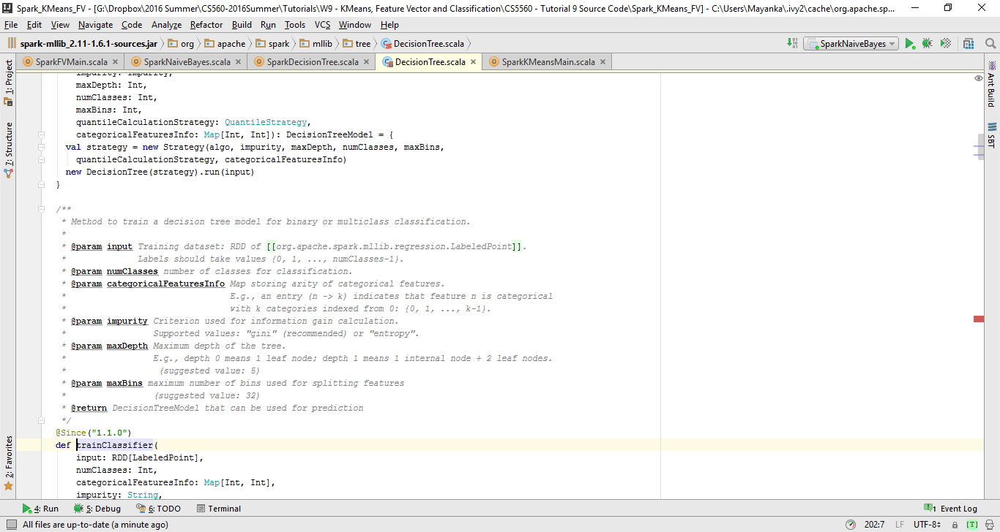 Spark_KMeans_FV - [G:\Dropbox\2016 Summer\CS560-2016Summer\Tutorials\W9 - KMeans, Feature Vector and Classification\CS5560 - Tutorial 9 Source Code\Spark_KMeans_FV] - C:\Users\Mayanka\.ivy2\cache\org.apache.sp...
File Edit View Navigate Code Analyze Refactor Build Run Tools VCS Window Help
spark-mllib_2.11-1.6.1-sources.jar org apache spark mllib tree DecisionTree.scala SparkNaiveBayes
SparkFVMain.scala SparkNaiveBayes.scala SparkDecisionTree.scala DecisionTree.scala SparkKMeansMain.scala
1: Project
7: Structure
2: Favorites
Ant Build
SBT
impurity: Impurity,
maxDepth: Int,
numClasses: Int,
maxBins: Int,
quantileCalculationStrategy: QuantileStrategy,
categoricalFeaturesInfo: Map[Int, Int]): DecisionTreeModel = {
val strategy = new Strategy(algo, impurity, maxDepth, numClasses, maxBins,
quantileCalculationStrategy, categoricalFeaturesInfo)
new DecisionTree(strategy).run(input)
}
/**
* Method to train a decision tree model for binary or multiclass classification.
*
* @param input Training dataset: RDD of [[org.apache.spark.mllib.regression.LabeledPoint]].
* Labels should take values {0, 1, ..., numClasses-1}.
* @param numClasses number of classes for classification.
* @param categoricalFeaturesInfo Map storing arity of categorical features.
* E.g., an entry (n -> k) indicates that feature n is categorical
* with k categories indexed from 0: {0, 1, ..., k-1}.
* @param impurity Criterion used for information gain calculation.
* Supported values: "gini" (recommended) or "entropy".
* @param maxDepth Maximum depth of the tree.
* E.g., depth 0 means 1 leaf node; depth 1 means 1 internal node + 2 leaf nodes.
* (suggested value: 5)
* @param maxBins maximum number of bins used for splitting features
* (suggested value: 32)
* @return DecisionTreeModel that can be used for prediction
*/
@Since("1.1.0")
def trainClassifier(
input: RDD[LabeledPoint],
numClasses: Int,
categoricalFeaturesInfo: Map[Int, Int],
impurity: String,
4: Run 5: Debug 6: TODO Terminal 1 Event Log
All files are up-to-date (a minute ago) 202:7 LF UTF-8 [T]